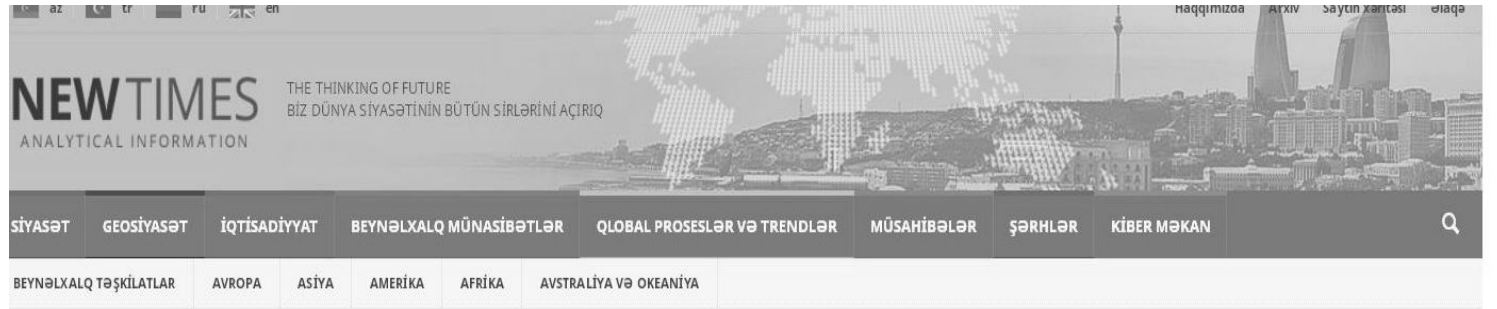 az tr ru en Haqqımızda Arxiv Saytın xəritəsi Əlaqə
NEWTIMES
ANALYTICAL INFORMATION
THE THINKING OF FUTURE
BİZ DÜNYA SİYASƏTİNİN BÜTÜN SİRLƏRİNİ AÇIRIQ
SİYASƏT GEOSİYASƏT İQTİSADİYYAT BEYNƏLXALQ MÜNASİBƏTLƏR QLOBAL PROSESLƏR VƏ TRENDLƏR MÜSAHİBƏLƏR ŞƏRHLƏR KİBER MƏKAN
BEYNƏLXALQ TƏŞKİLATLAR AVROPA ASİYA AMERİKA AFRİKA AVSTRALİYA VƏ OKEANİYA